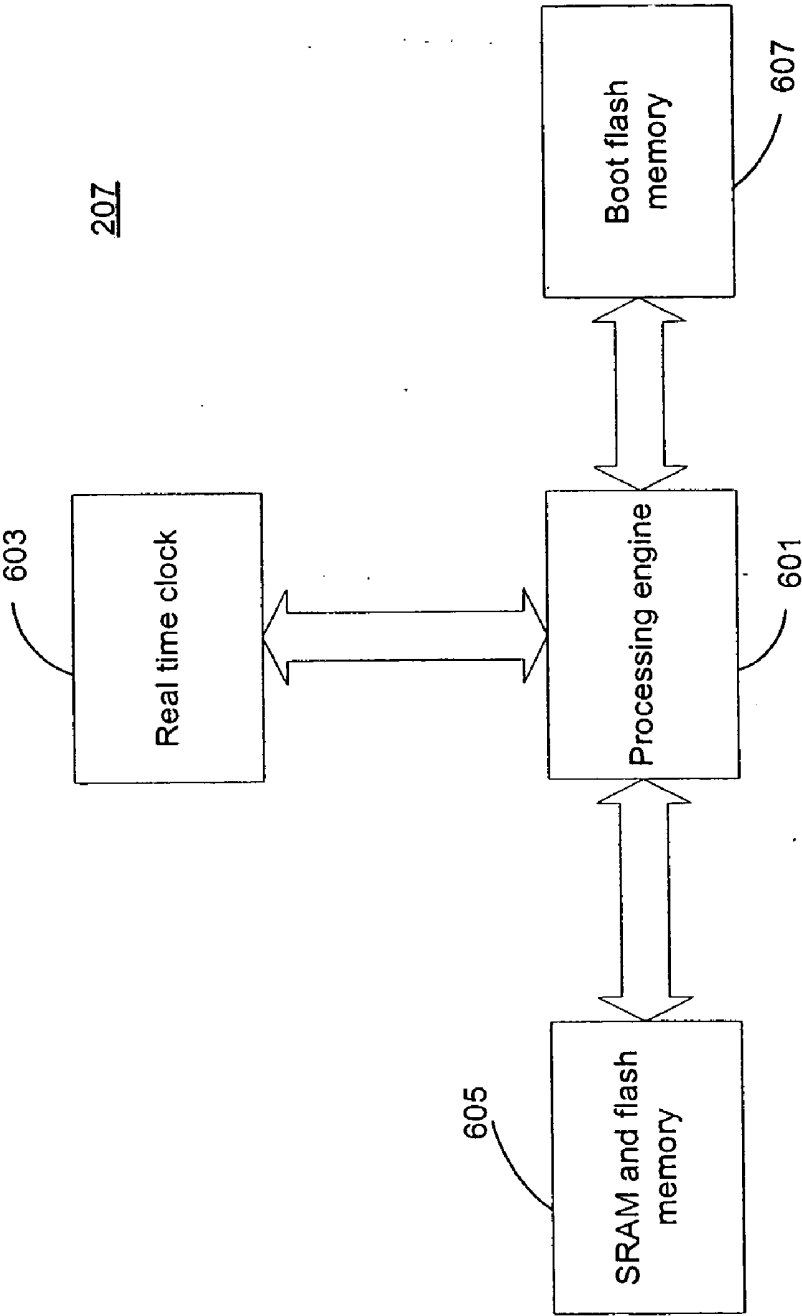 603
207
Real time clock
605
SRAM and flash
memory
Processing engine
Boot flash
memory
601
607